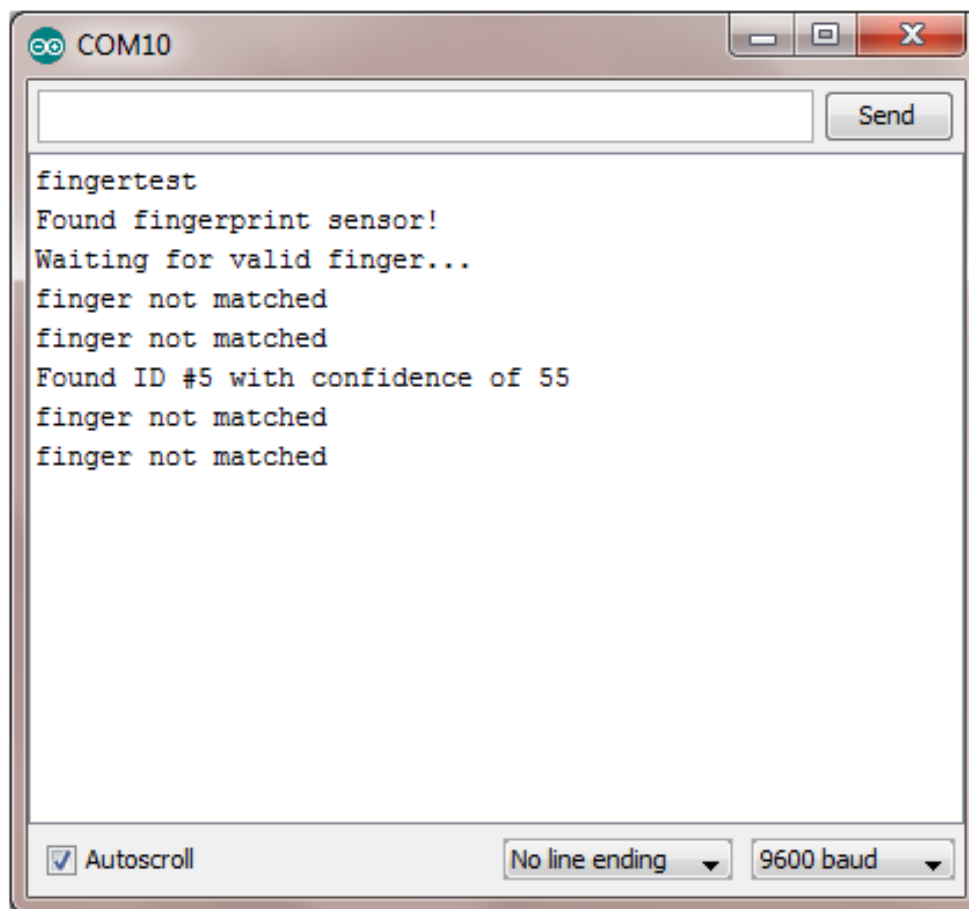 COM10
Send
fingertest
Found fingerprint sensor!
Waiting for valid finger...
finger not matched
finger not matched
Found ID #5 with confidence of 55
finger not matched
finger not matched
Autoscroll
No line ending
9600 baud